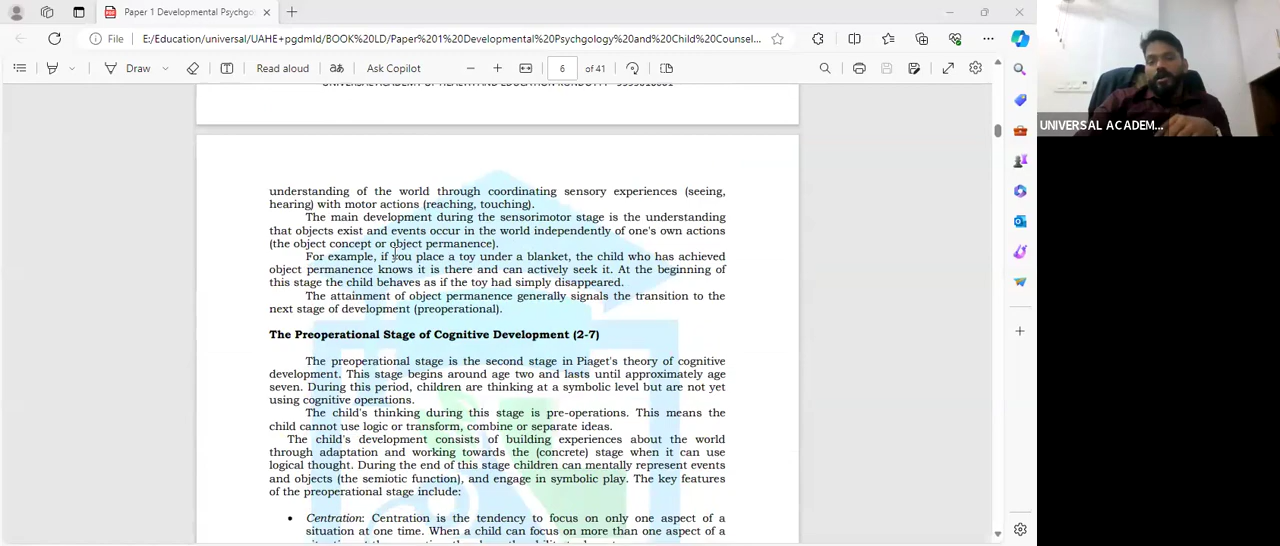 Paper 1 Developmental Psycho
File
E:/Education/universal/UAHE+pgdmld/BOOK%20LD/Paper%201%20Developmental%20Psychgology%20and%20Child%20Counsel...
Draw
Read aloud
Ask Copilot
6
of 41
UNIVERSAL ACADEM...
understanding of the world through coordinating sensory experiences (seeing,
hearing) with motor actions (reaching, touching).
The main development during the sensorimotor stage is the understanding
that objects exist and events occur in the world independently of one's own actions
(the object concept or object permanence).
For example, if you place a toy under a blanket, the child who has achieved
object permanence knows it is there and can actively seek it. At the beginning of
this stage the child behaves as if the toy had simply disappeared.
The attainment of object permanence generally signals the transition to the
next stage of development (preoperational).
The Preoperational Stage of Cognitive Development (2-7)
The preoperational stage is the second stage in Piaget's theory of cognitive
development. This stage begins around age two and lasts until approximately age
seven. During this period, children are thinking at a symbolic level but are not yet
using cognitive operations.
The child's thinking during this stage is pre-operations. This means the
child cannot use logic or transform, combine or separate ideas.
The child's development consists of building experiences about the world
through adaptation and working towards the (concrete) stage when it can use
logical thought. During the end of this stage children can mentally represent events
and objects (the semiotic function), and engage in symbolic play. The key features
of the preoperational stage include:
• Centration: Centration is the tendency to focus on only one aspect of a
situation at one time. When a child can focus on more than one aspect of a